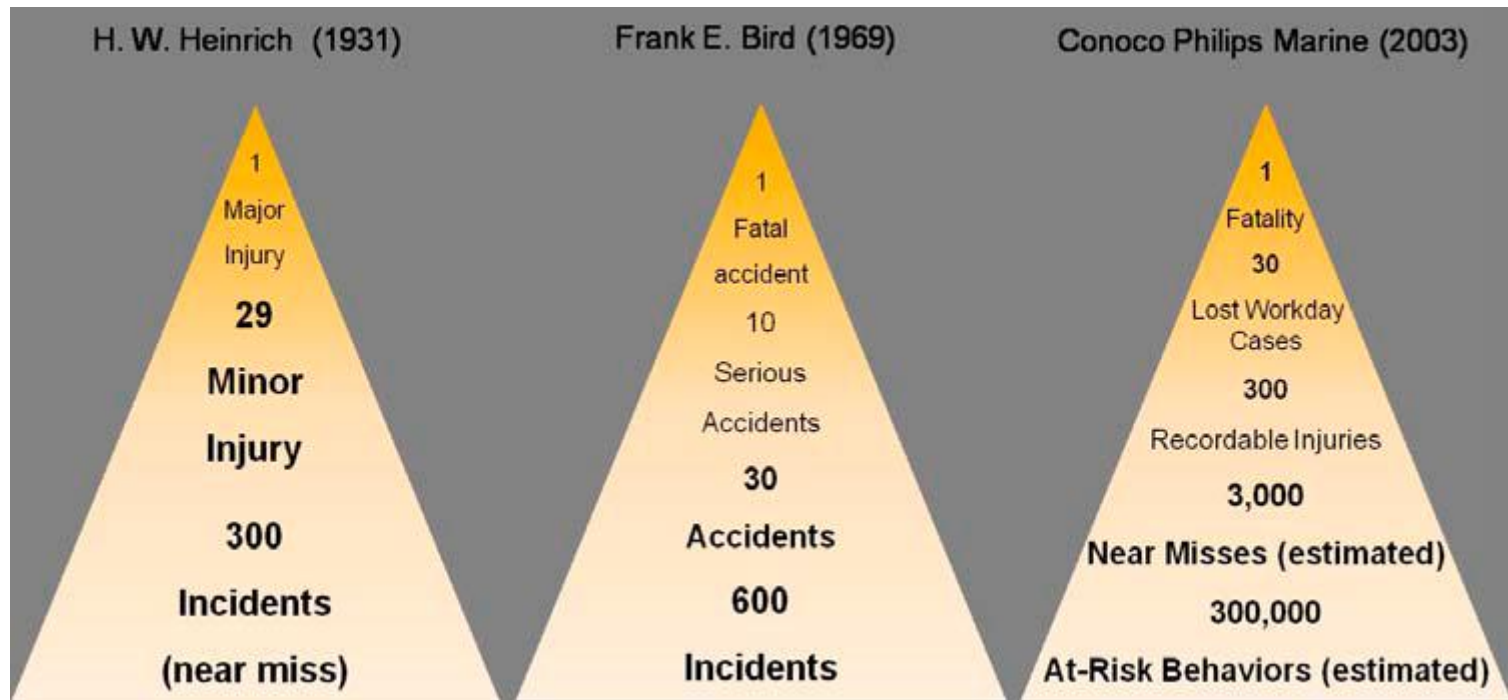 H. W. Heinrich (1931)
1
Major
Injury
29
Minor
Injury
300
Incidents
(near miss)
Frank E. Bird (1969)
1
Fatal
accident
10
Serious
Accidents
30
Accidents
600
Incidents
Conoco Philips Marine (2003)
1
Fatality
30
Lost Workday
Cases
300
Recordable Injuries
3,000
Near Misses (estimated)
300,000
At-Risk Behaviors (estimated)